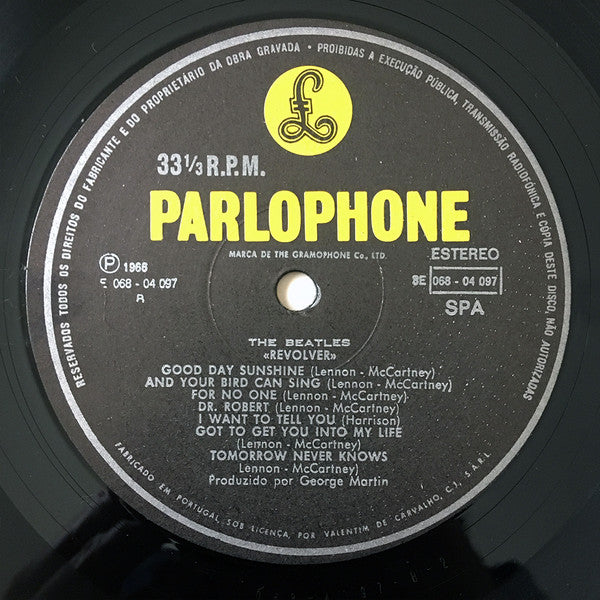 RESERVADOS TODOS OS DIREITOS DO FABRICANTE E DO PROPRIETÁRIO DA OBRA GRAVADA • PROIBIDAS A EXECUÇÃO PÚBLICA, TRANSMISSÃO RADIOFÓNICA E CÓPIA DESTE DISCO, NÃO AUTORIZADAS
£
33 1/3 R.P.M.
PARLOPHONE
MARCA DE THE GRAMOPHONE Co., LTD.
ESTEREO
Ⓟ 1966
E 068 - 04 097
3E 068 - 04 097
SPA
THE BEATLES
«REVOLVER»
GOOD DAY SUNSHINE (Lennon - McCartney)
AND YOUR BIRD CAN SING (Lennon - McCartney)
FOR NO ONE (Lennon - McCartney)
DR. ROBERT (Lennon - McCartney)
I WANT TO TELL YOU (Harrison)
GOT TO GET YOU INTO MY LIFE
(Lennon - McCartney)
TOMORROW NEVER KNOWS
Lennon - McCartney)
Produzido por George Martin
FABRICADO EM PORTUGAL, SOB LICENÇA, POR VALENTIM DE CARVALHO, C.I., S.A.R.L